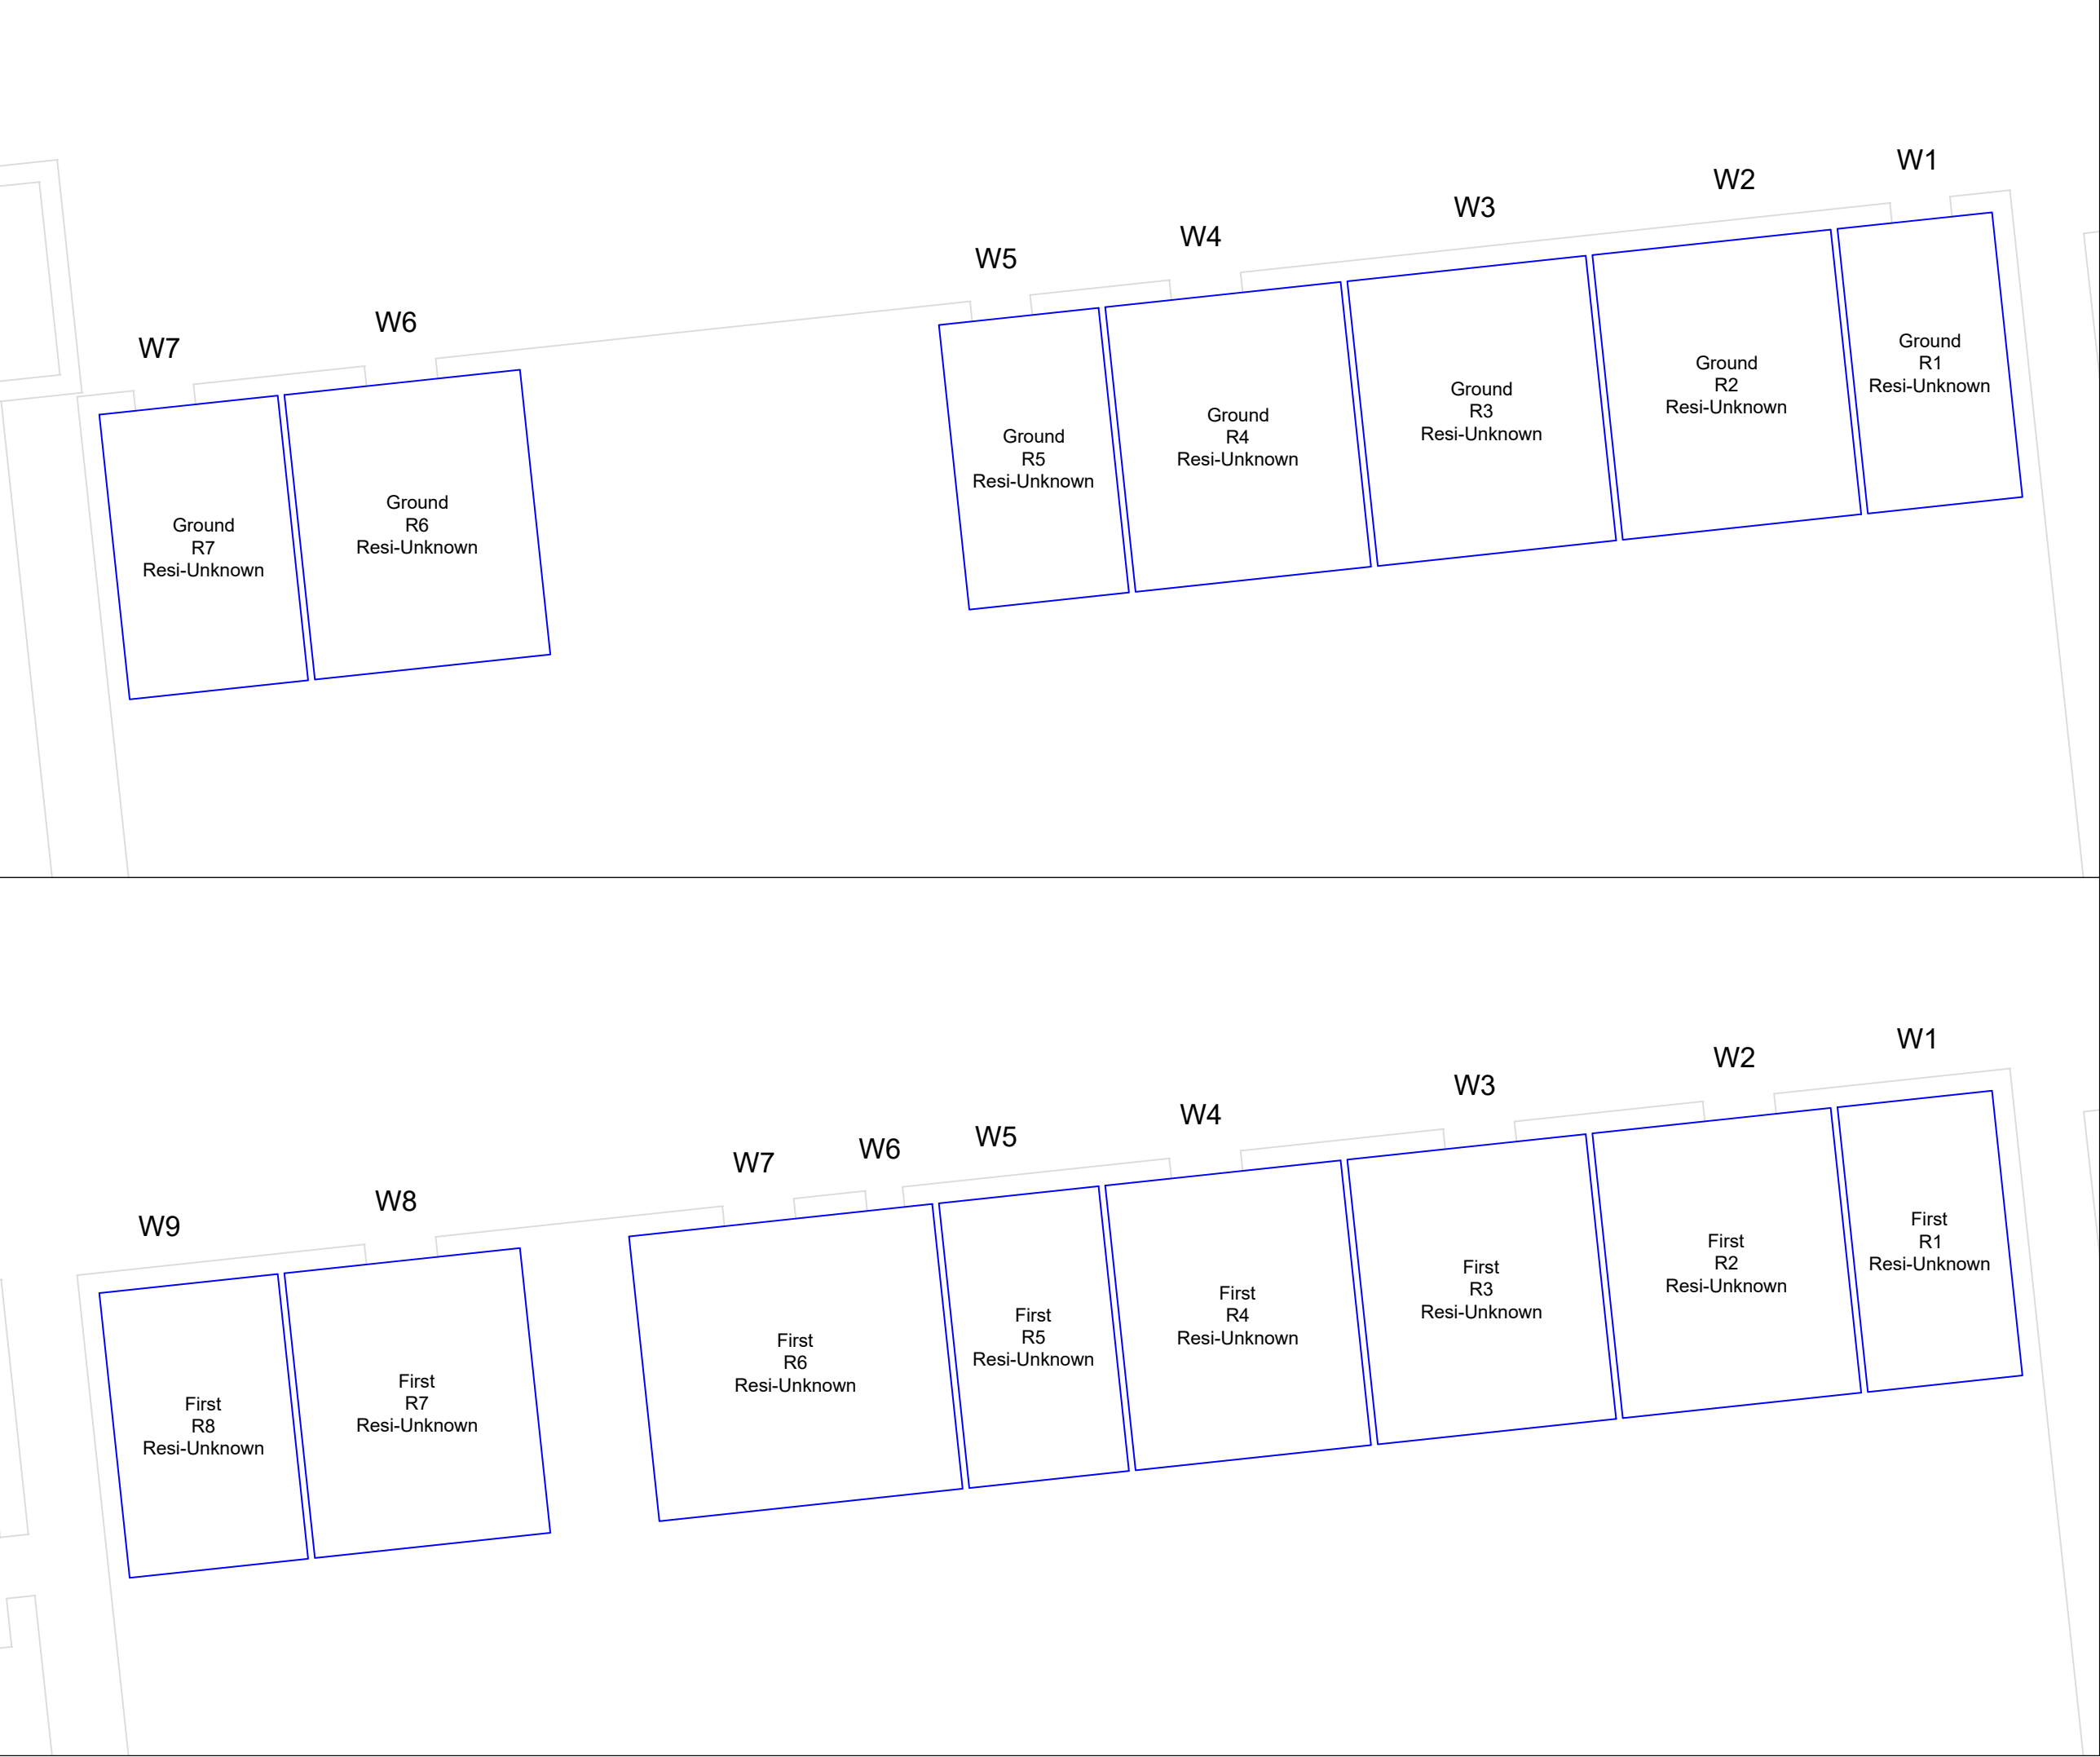 W1
W2
W3
W4
W5
W6
W7
Ground
R1
Resi-Unknown
Ground
R2
Resi-Unknown
Ground
R3
Resi-Unknown
Ground
R4
Resi-Unknown
Ground
R5
Resi-Unknown
Ground
R6
Resi-Unknown
Ground
R7
Resi-Unknown
W1
W2
W3
W4
W5
W6
W7
W8
W9
First
R1
Resi-Unknown
First
R2
Resi-Unknown
First
R3
Resi-Unknown
First
R4
Resi-Unknown
First
R5
Resi-Unknown
First
R6
Resi-Unknown
First
R7
Resi-Unknown
First
R8
Resi-Unknown